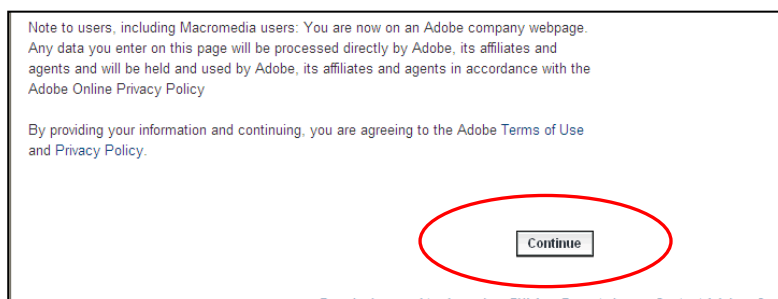 Note to users, including Macromedia users: You are now on an Adobe company webpage.
Any data you enter on this page will be processed directly by Adobe, its affiliates and
agents and will be held and used by Adobe, its affiliates and agents in accordance with the
Adobe Online Privacy Policy
By providing your information and continuing, you are agreeing to the Adobe Terms of Use
and Privacy Policy.
Continue